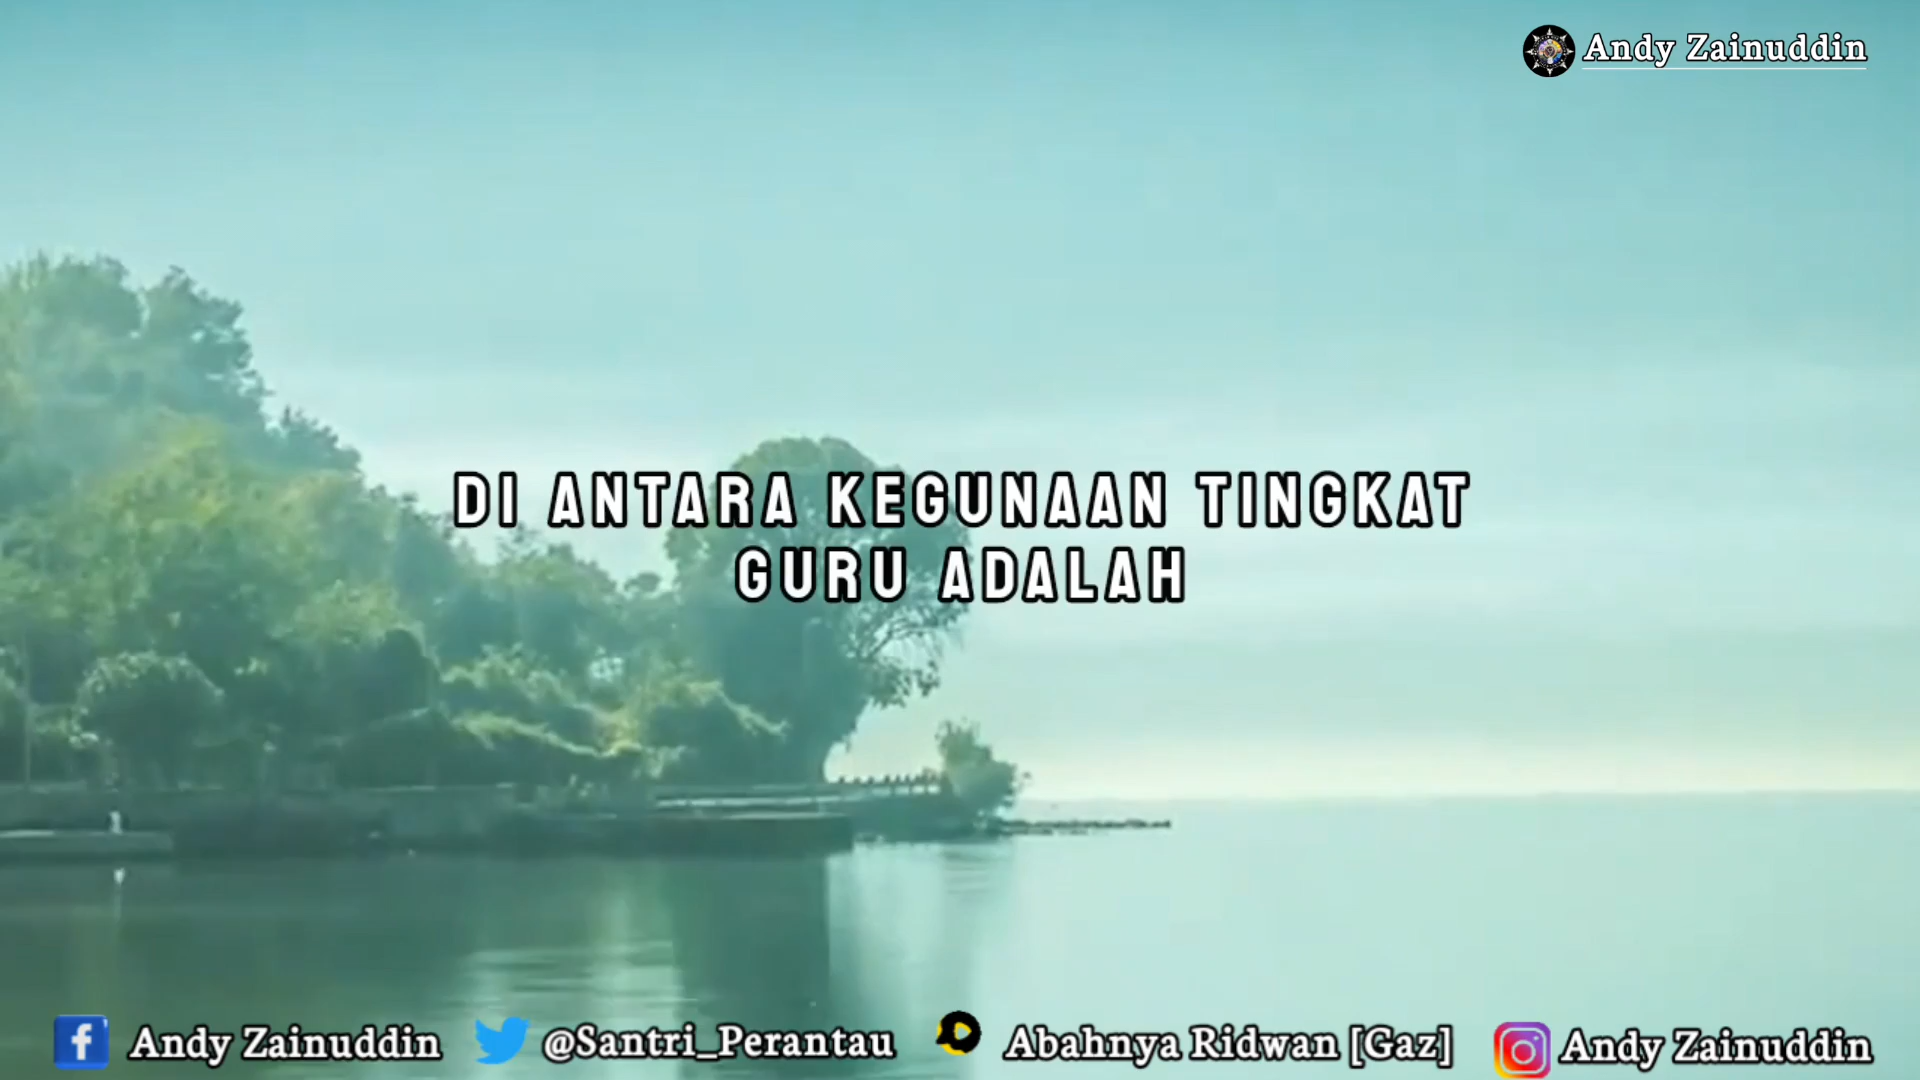 Andy Zainuddin
DI ANTARA KEGUNAAN TINGKAT
GURU ADALAH
Andy Zainuddin
@Santri_Perantau
Abahnya Ridwan [Gaz]
Andy Zainuddin